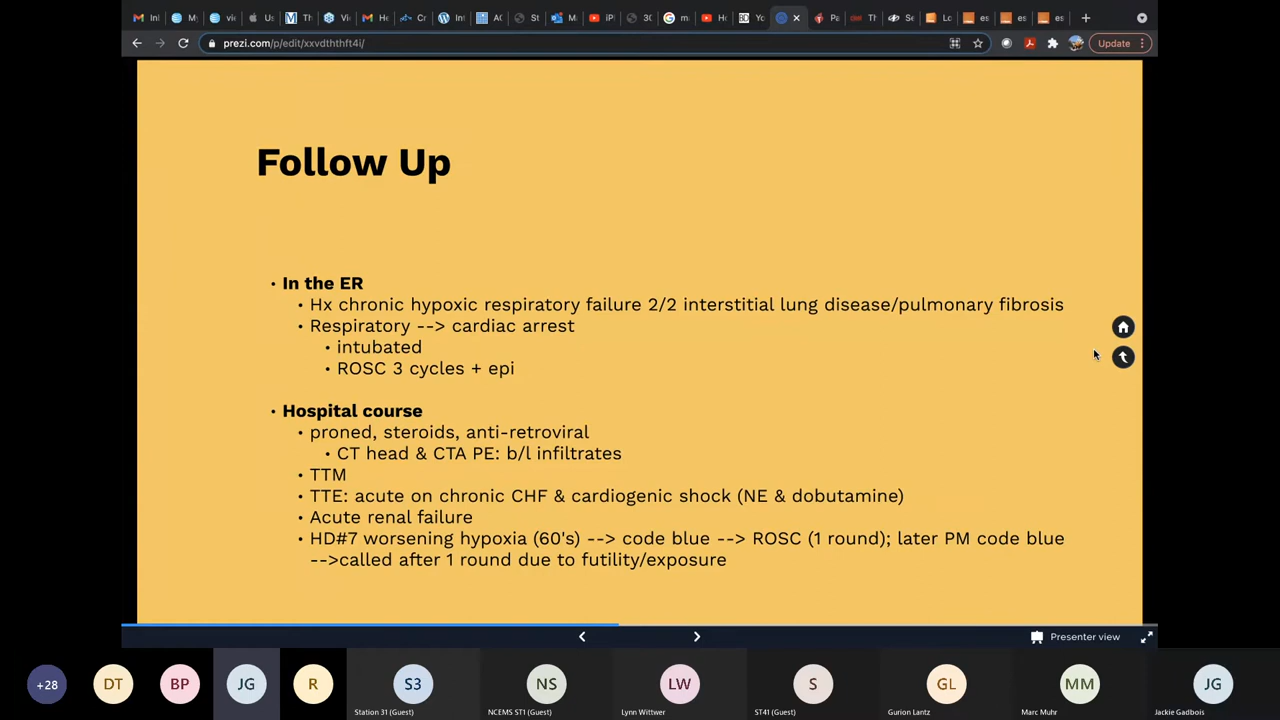 prezi.com/p/edit/xxvdththft4i/
Update
Follow Up
• In the ER
• Hx chronic hypoxic respiratory failure 2/2 interstitial lung disease/pulmonary fibrosis
• Respiratory --> cardiac arrest
• intubated
• ROSC 3 cycles + epi
• Hospital course
• proned, steroids, anti-retroviral
• CT head & CTA PE: b/l infiltrates
• TTM
• TTE: acute on chronic CHF & cardiogenic shock (NE & dobutamine)
• Acute renal failure
• HD#7 worsening hypoxia (60's) --> code blue --> ROSC (1 round); later PM code blue
-->called after 1 round due to futility/exposure
Presenter view
+28 DT BP JG R S3 NS LW S GL MM JG
Station 31 (Guest) NCEMS ST1 (Guest) Lynn Wittwer ST41 (Guest) Gurion Lantz Marc Muhr Jackie Gadbois